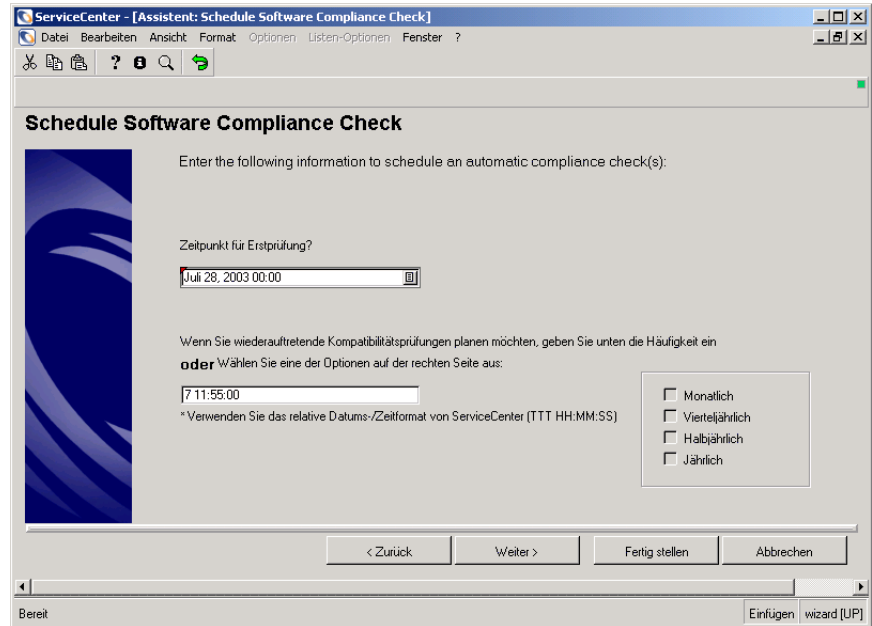 ServiceCenter - [Assistent: Schedule Software Compliance Check]
Datei Bearbeiten Ansicht Format Optionen Listen-Optionen Fenster ?
Schedule Software Compliance Check
Enter the following information to schedule an automatic compliance check(s):
Zeitpunkt für Erstprüfung?
Juli 28, 2003 00:00
Wenn Sie wiederauftretende Kompatibilitätsprüfungen planen möchten, geben Sie unten die Häufigkeit ein
oder Wählen Sie eine der Optionen auf der rechten Seite aus:
7 11:55:00
* Verwenden Sie das relative Datums-/Zeitformat von ServiceCenter (TTT HH:MM:SS)
Monatlich
Vierteljährlich
Halbjährlich
Jährlich
< Zurück Weiter > Fertig stellen Abbrechen
Bereit Einfügen wizard [UP]